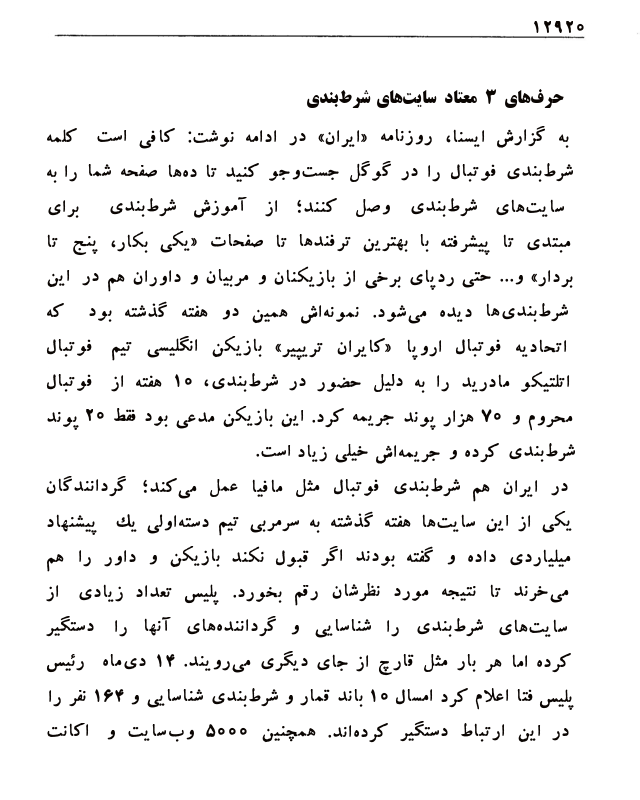 ۱۲۹۲۰
حرف‌های ۳ معتاد سایت‌های شرط‌بندی
به گزارش ایسنا، روزنامه «ایران» در ادامه نوشت: کافی است کلمه
شرط‌بندی فوتبال را در گوگل جست‌وجو کنید تا ده‌ها صفحه شما را به
سایت‌های شرط‌بندی وصل کنند؛ از آموزش شرط‌بندی برای
مبتدی تا پیشرفته با بهترین ترفندها تا صفحات «یکی بکار، پنج تا
بردار» و... حتی ردپای برخی از بازیکنان و مربیان و داوران هم در این
شرط‌بندی‌ها دیده می‌شود. نمونه‌اش همین دو هفته گذشته بود که
اتحادیه فوتبال اروپا «کایران تریپیر» بازیکن انگلیسی تیم فوتبال
اتلتیکو مادرید را به دلیل حضور در شرط‌بندی، ۱۰ هفته از فوتبال
محروم و ۷۰ هزار پوند جریمه کرد. این بازیکن مدعی بود فقط ۲۰ پوند
شرط‌بندی کرده و جریمه‌اش خیلی زیاد است.
در ایران هم شرط‌بندی فوتبال مثل مافیا عمل می‌کند؛ گردانندگان
یکی از این سایت‌ها هفته گذشته به سرمربی تیم دسته‌اولی یك پیشنهاد
میلیاردی داده و گفته بودند اگر قبول نکند بازیکن و داور را هم
می‌خرند تا نتیجه مورد نظرشان رقم بخورد. پلیس تعداد زیادی از
سایت‌های شرط‌بندی را شناسایی و گرداننده‌های آنها را دستگیر
کرده اما هر بار مثل قارچ از جای دیگری می‌رویند. ۱۴ دی‌ماه رئیس
پلیس فتا اعلام کرد امسال ۱۰ باند قمار و شرط‌بندی شناسایی و ۱۶۴ نفر را
در این ارتباط دستگیر کرده‌اند. همچنین ۵۰۰۰ وب‌سایت و اکانت